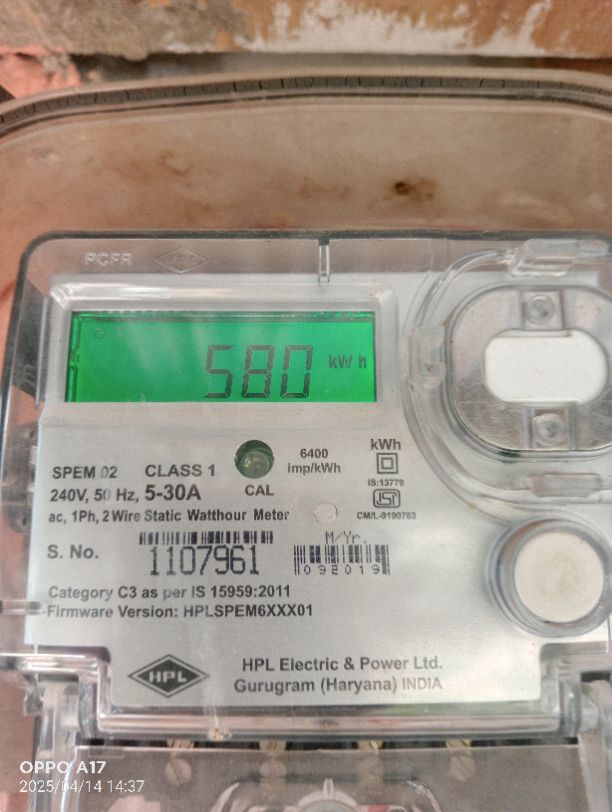 PCFR HPL
580 kWh
6400
imp/kWh
kWh
SPEM 02 CLASS 1
IS:13779
240V, 50 Hz, 5-30A CAL
ISI
ac, 1Ph, 2 Wire Static Watthour Meter
CM/L-9190783
S. No. 1107961
M/Yr.
092019
Category C3 as per IS 15959:2011
Firmware Version: HPLSPEM6XXX01
HPL
HPL Electric & Power Ltd.
Gurugram (Haryana) INDIA
OPPO A17
2025/04/14 14:37